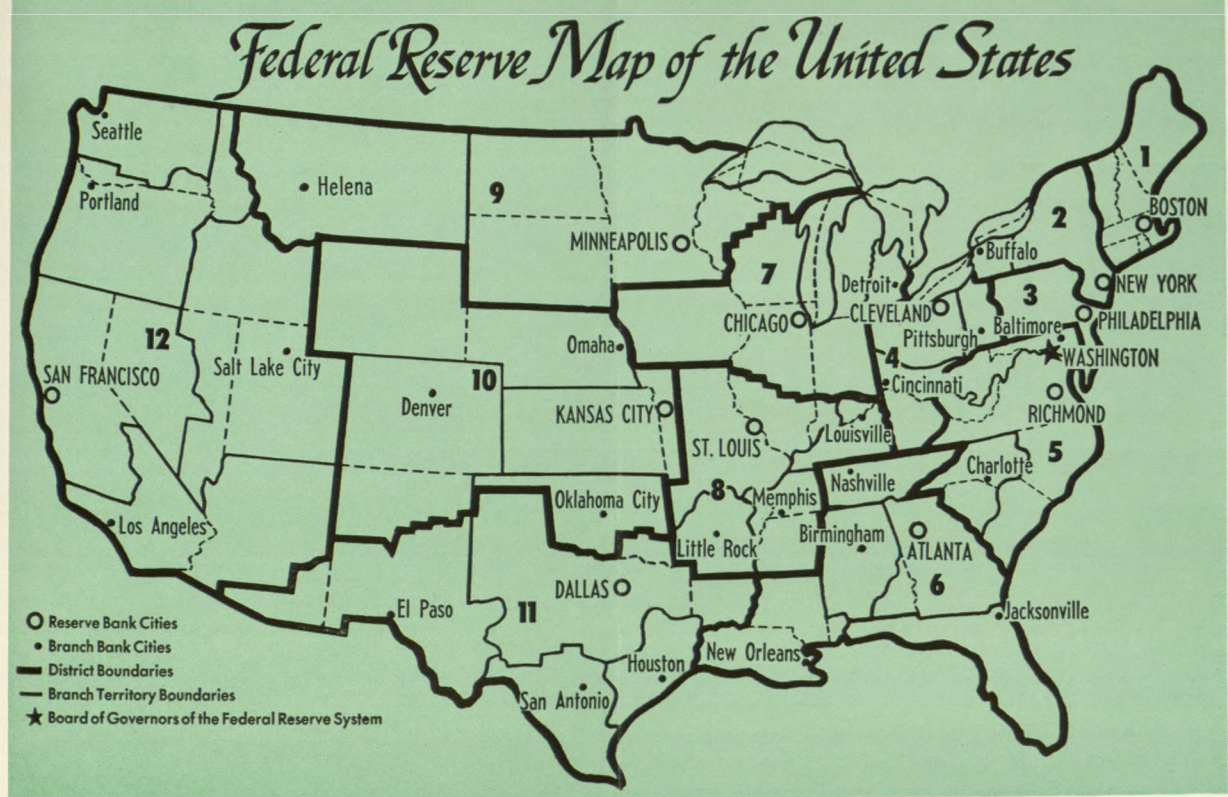 Federal Reserve Map of the United States
Seattle
Portland
Helena
9
MINNEAPOLIS
1
BOSTON
2
Buffalo
NEW YORK
7
Detroit
CLEVELAND
3
PHILADELPHIA
Baltimore
Pittsburgh
CHICAGO
12
Omaha
4
WASHINGTON
Salt Lake City
SAN FRANCISCO
10
Cincinnati
Denver
KANSAS CITY
RICHMOND
ST. LOUIS
Louisville
5
Charlotte
Nashville
8
Memphis
Oklahoma City
Los Angeles
Little Rock
Birmingham
ATLANTA
DALLAS
6
El Paso
11
Jacksonville
New Orleans
Houston
San Antonio
Reserve Bank Cities
Branch Bank Cities
District Boundaries
Branch Territory Boundaries
Board of Governors of the Federal Reserve System